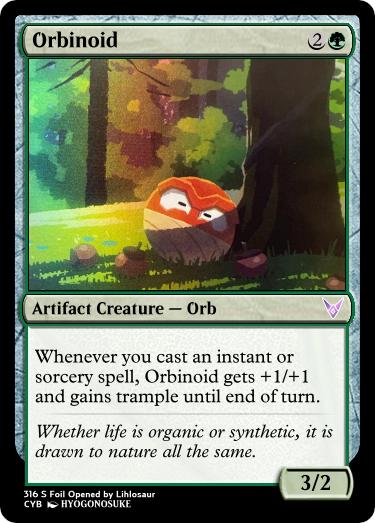 Orbinoid 2
Artifact Creature — Orb
Whenever you cast an instant or
sorcery spell, Orbinoid gets +1/+1
and gains trample until end of turn.
Whether life is organic or synthetic, it is
drawn to nature all the same.
3/2
316 S Foil Opened by Lihlosaur
CYB HYOGONOSUKE